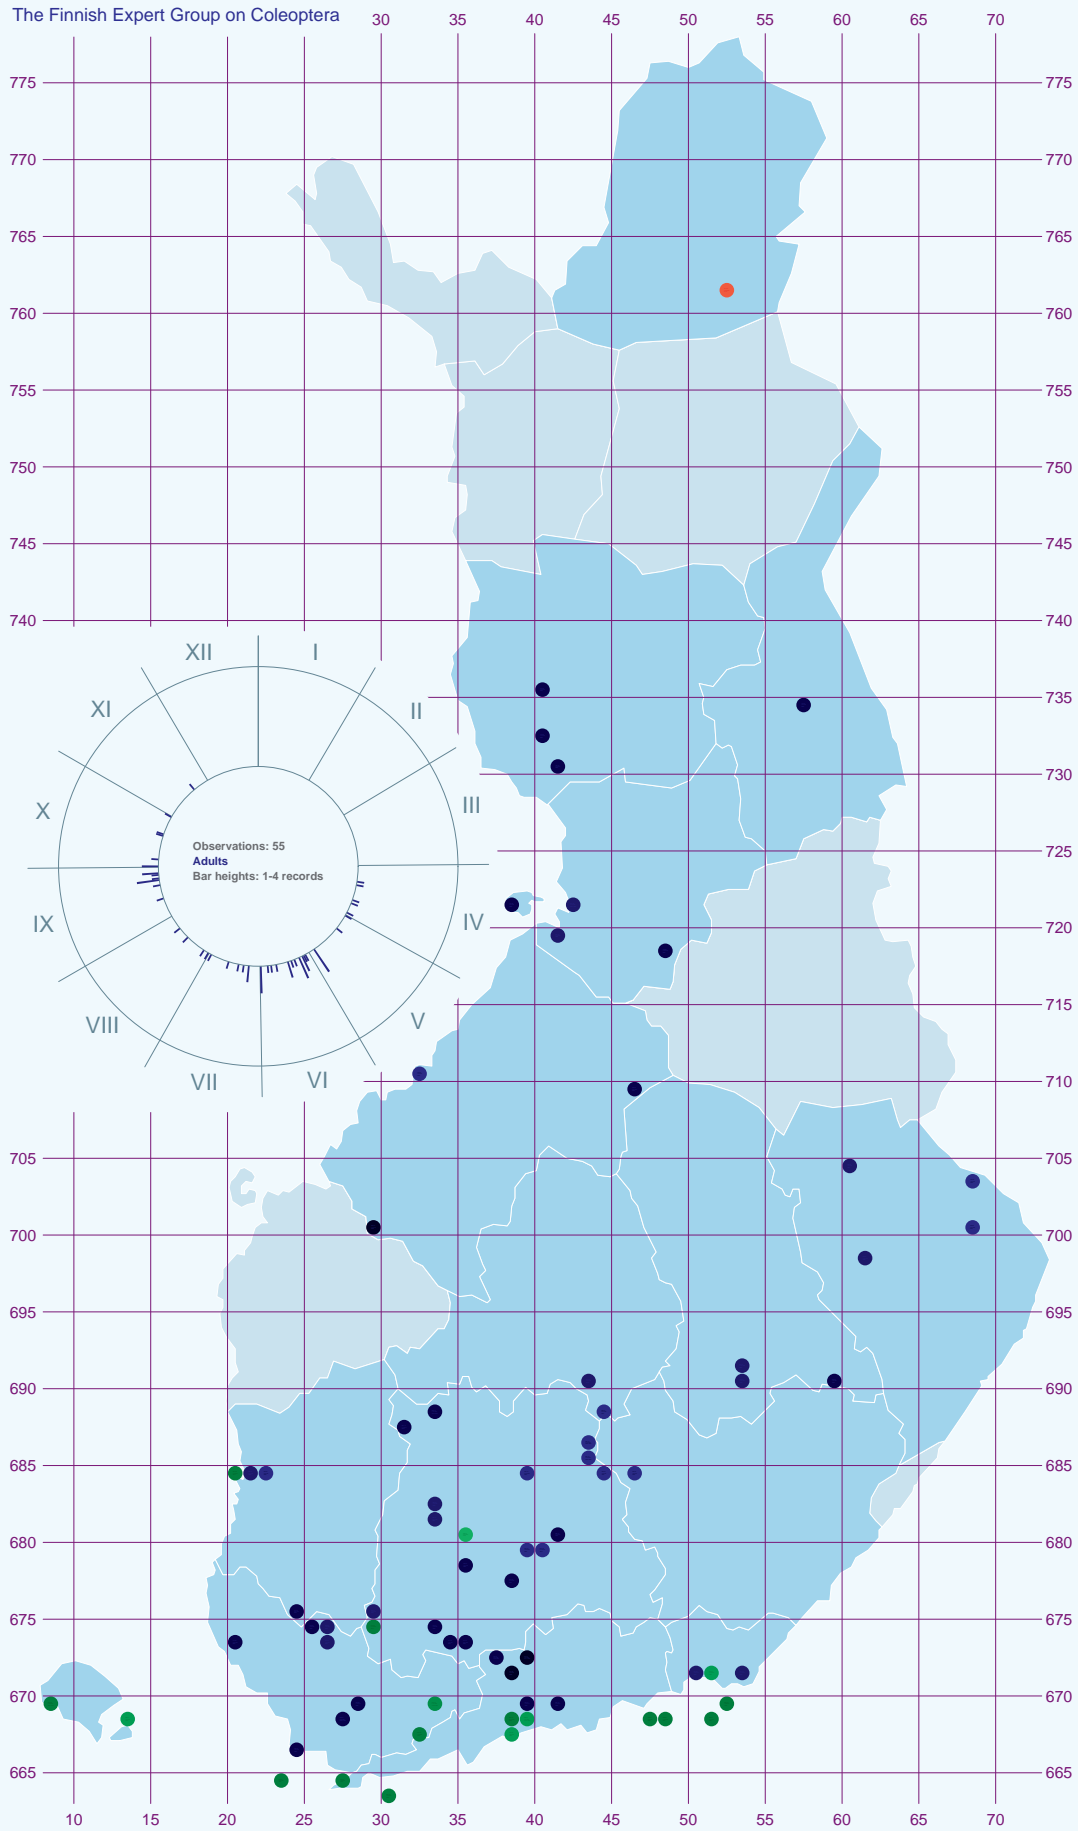 The Finnish Expert Group on Coleoptera
30 35 40 45 50 55 60 65 70
775 775
770 770
765 765
760 760
755 755
750 750
745 745
740 740
XII I
XI II
735
730
X III
Observations: 55
Adults
Bar heights: 1-4 records
725
IX IV 720
715
VIII V
VII VI
710
705 705
700 700
695 695
690 690
685 685
680 680
675 675
670 670
665 665
10 15 20 25 30 35 40 45 50 55 60 65 70